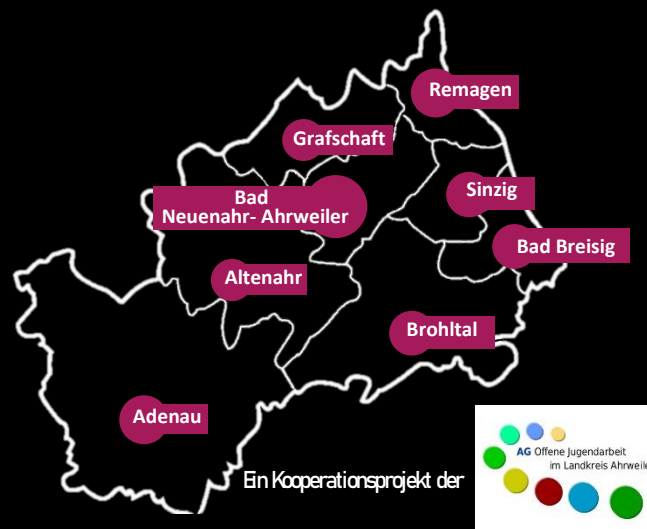 Remagen
Grafschaft
Bad
Neuenahr- Ahrweiler
Sinzig
Bad Breisig
Altenahr
Brohltal
Adenau
Ein Kooperationsprojekt der
AG Offene Jugendarbeit
im Landkreis Ahrweile